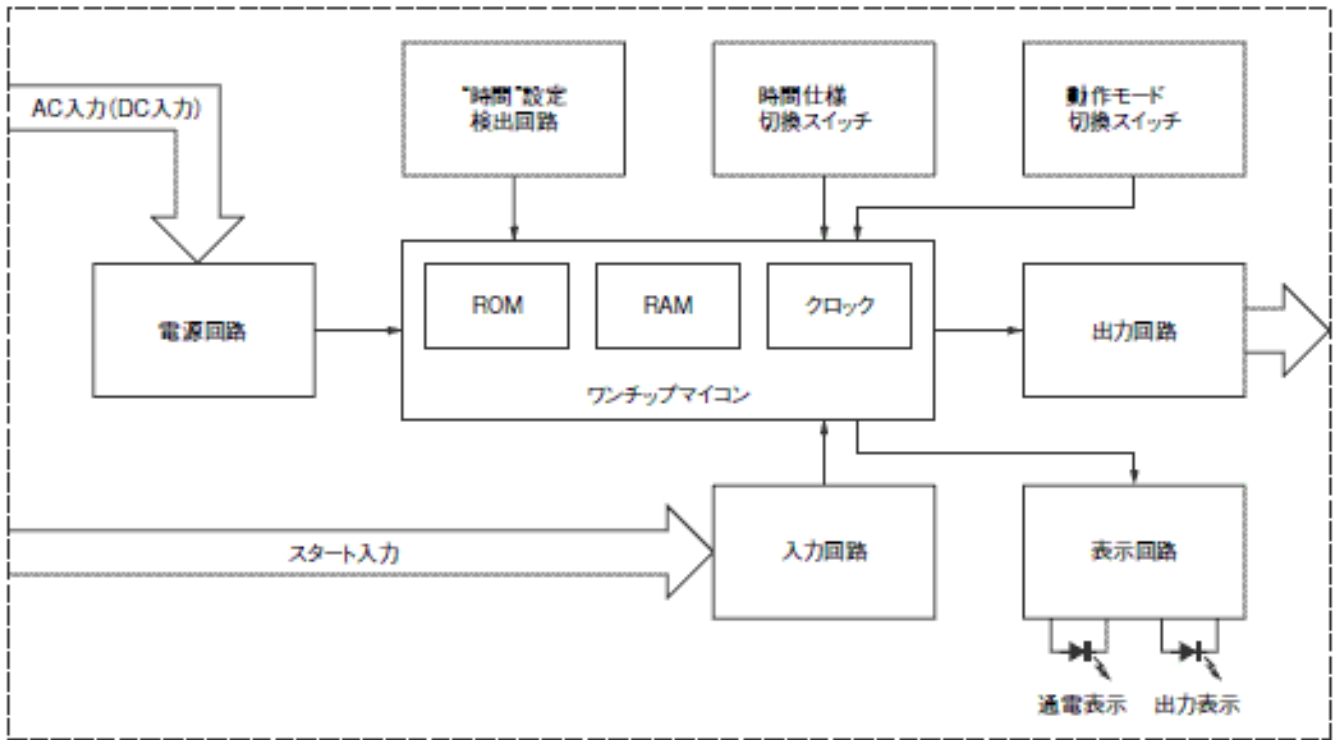 AC入力(DC入力)
“時間”設定
検出回路
時間仕様
切換スイッチ
動作モード
切換スイッチ
電源回路
ROM
RAM
クロック
ワンチップマイコン
出力回路
スタート入力
入力回路
表示回路
通電表示
出力表示